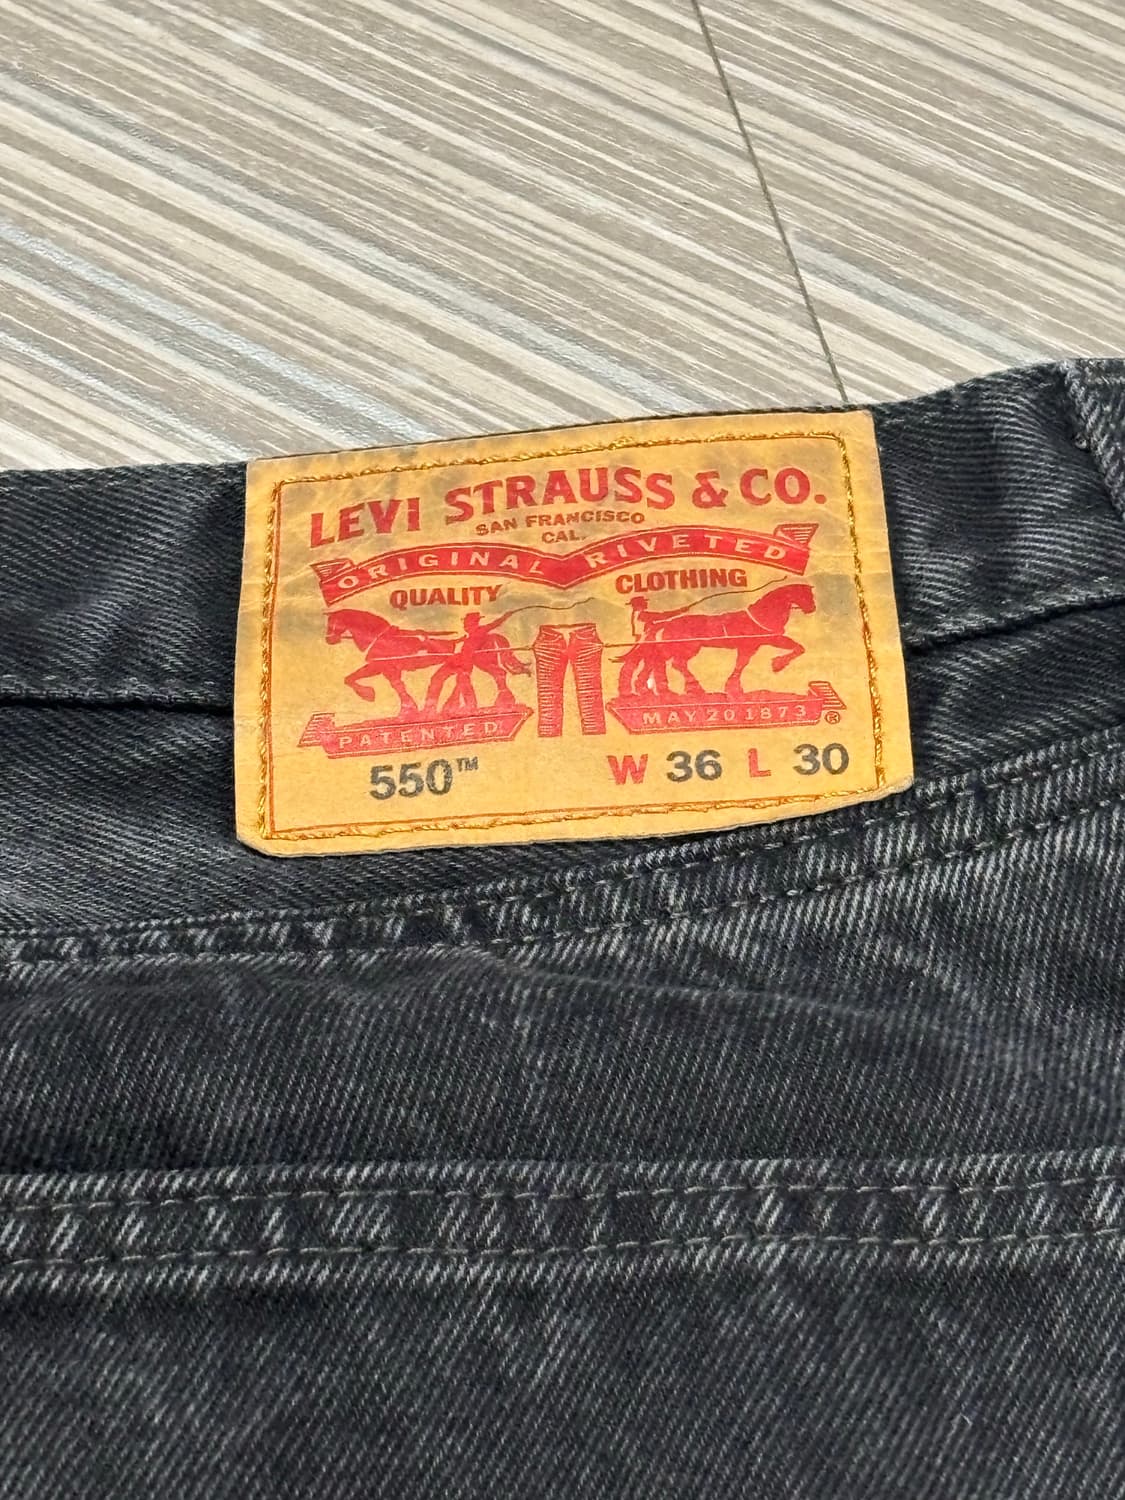 LEVI STRAUSS & CO.
SAN FRANCISCO
CAL.
ORIGINAL RIVETED
QUALITY CLOTHING
PATENTED MAY 20 1873 ®
550™ W 36 L 30